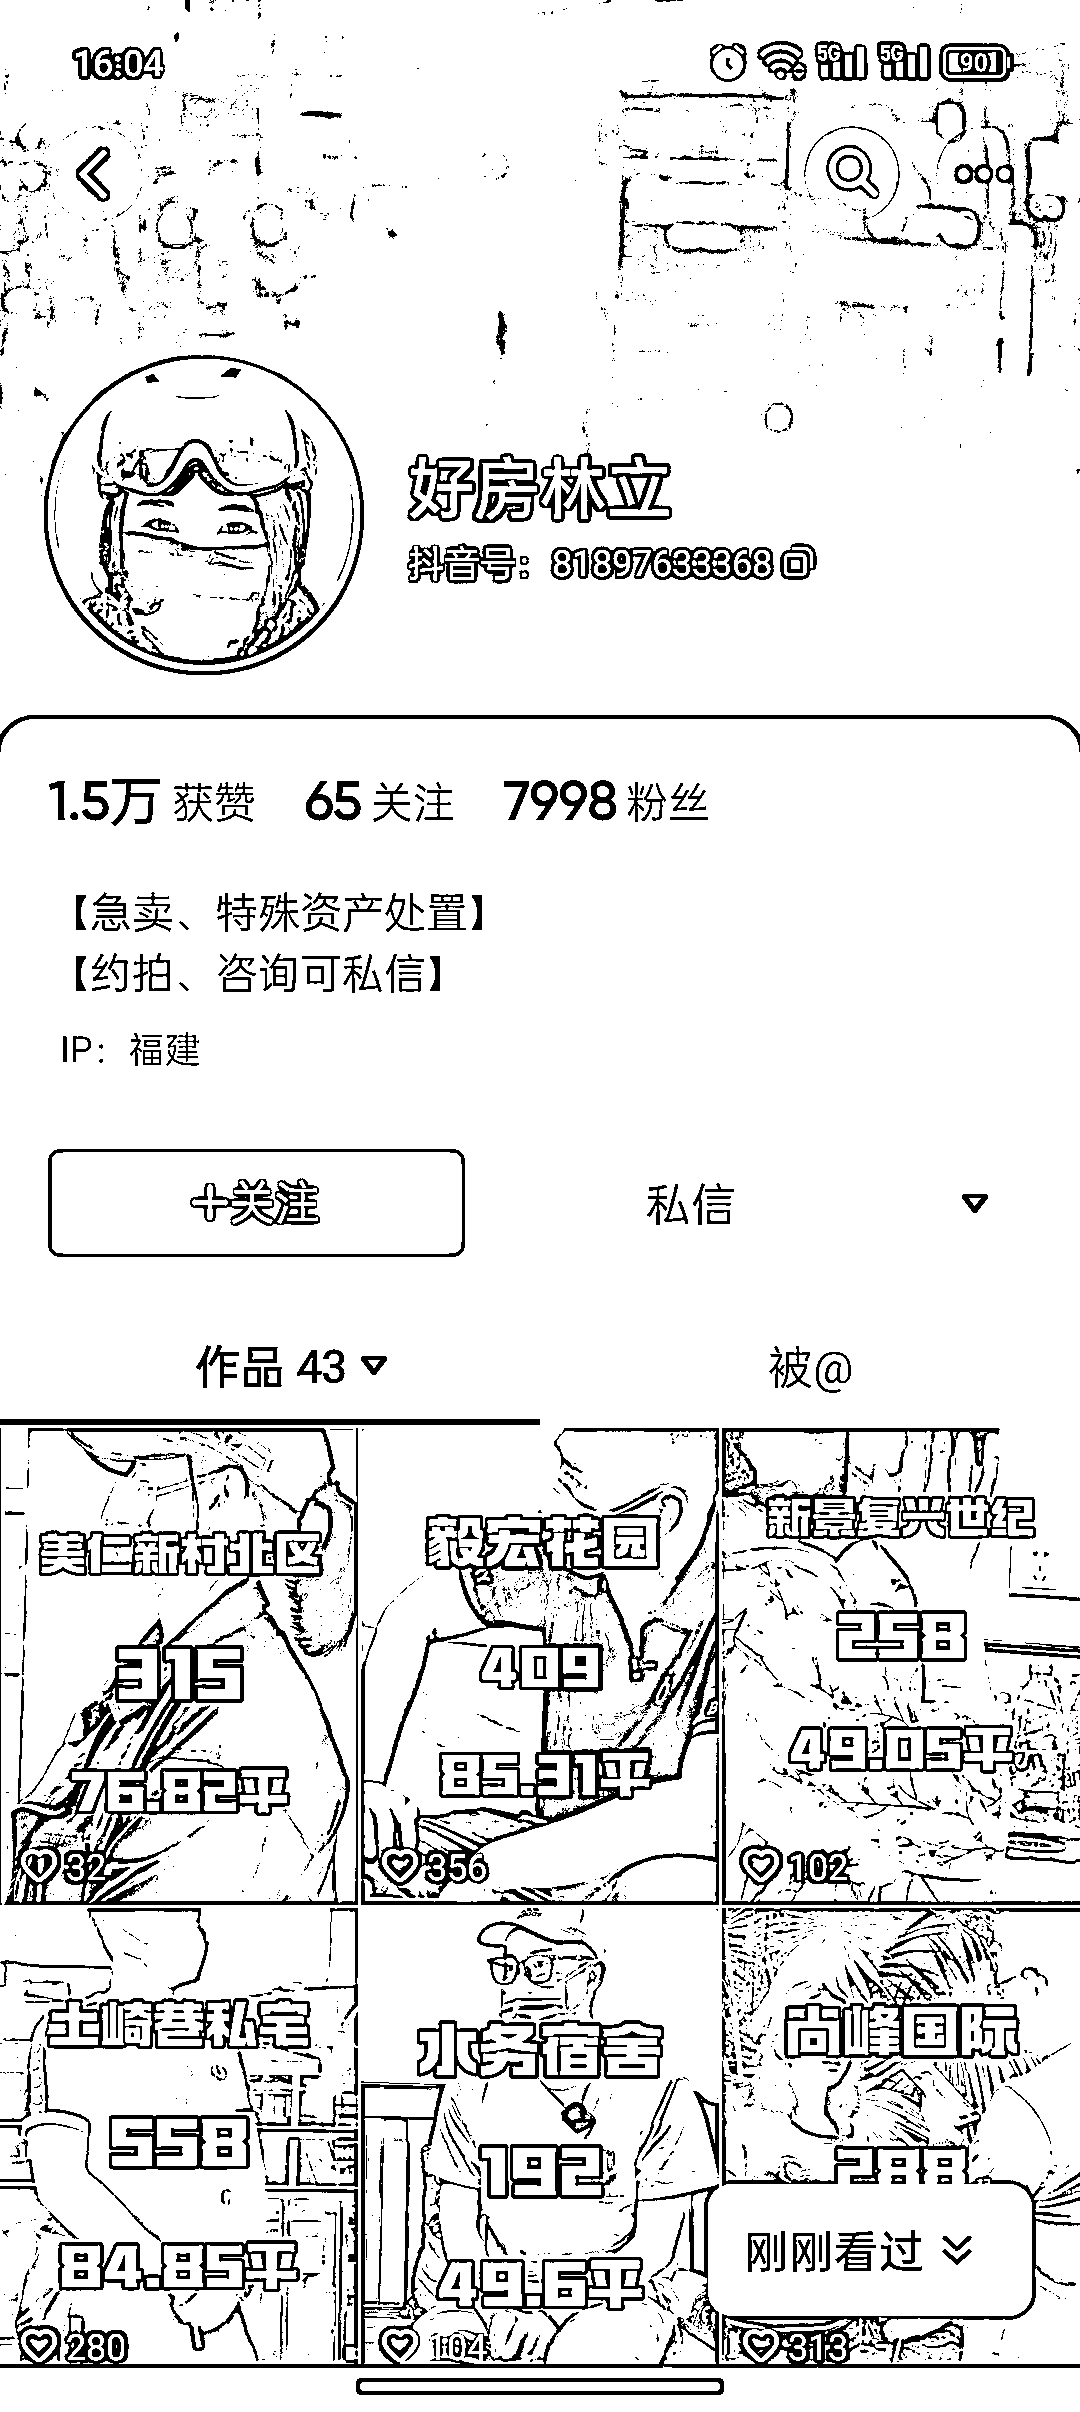 16:04
5G 5G 90
好房林立
抖音号：81897633368
1.5万 获赞 65 关注 7998 粉丝
【急卖、特殊资产处置】
【约拍、咨询可私信】
IP：福建
+关注 私信
作品 43 被@
美仁新村北区
315
76.82平
32
毅宏花园
409
85.31平
356
新景复兴世纪
258
49.05平
102
土崎巷私宅
558
84.85平
280
水务宿舍
192
49.6平
104
尚峰国际
288
刚刚看过
313